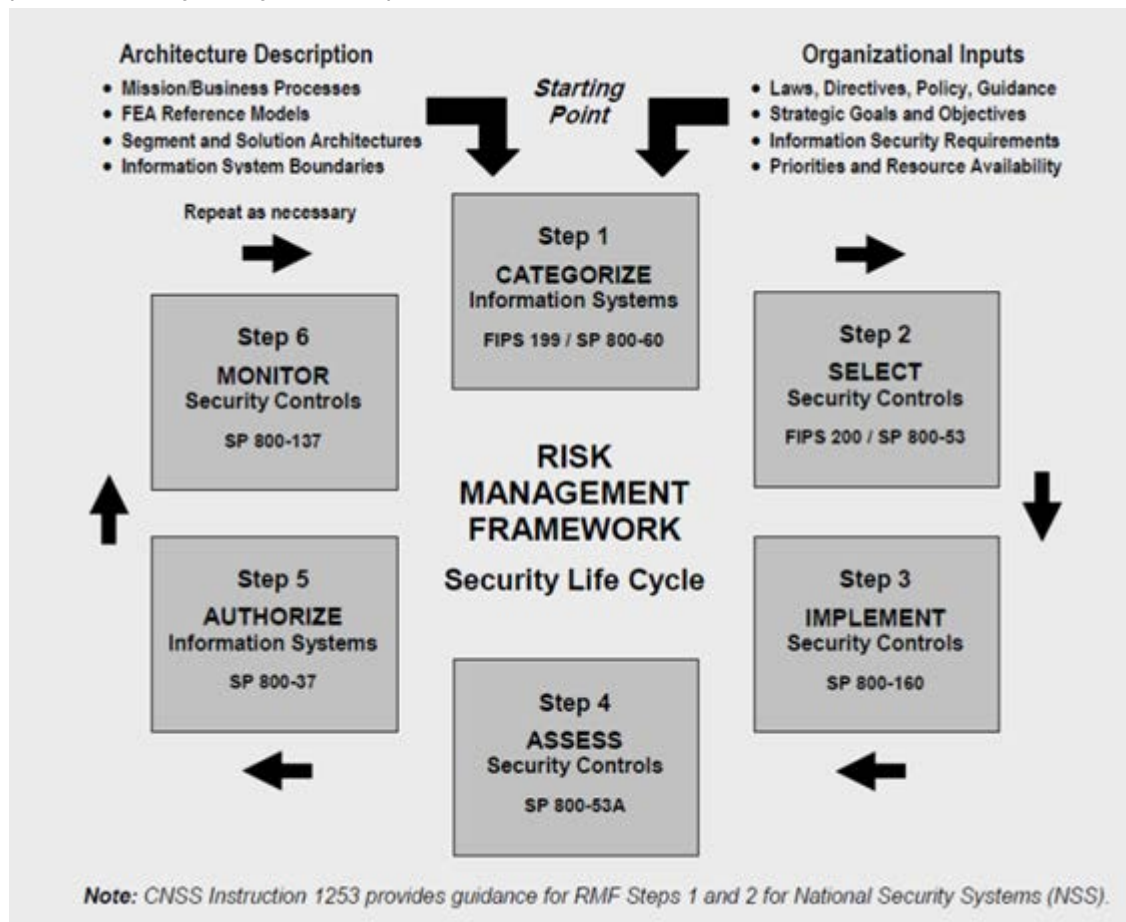 Architecture Description
• Mission/Business Processes
• FEA Reference Models
• Segment and Solution Architectures
• Information System Boundaries
Starting
Point
Organizational Inputs
• Laws, Directives, Policy, Guidance
• Strategic Goals and Objectives
• Information Security Requirements
• Priorities and Resource Availability
Repeat as necessary
Step 1
CATEGORIZE
Information Systems
FIPS 199 / SP 800-60
Step 2
SELECT
Security Controls
FIPS 200 / SP 800-53
Step 3
IMPLEMENT
Security Controls
SP 800-160
Step 4
ASSESS
Security Controls
SP 800-53A
Step 5
AUTHORIZE
Information Systems
SP 800-37
Step 6
MONITOR
Security Controls
SP 800-137
RISK
MANAGEMENT
FRAMEWORK
Security Life Cycle
Note: CNSS Instruction 1253 provides guidance for RMF Steps 1 and 2 for National Security Systems (NSS).